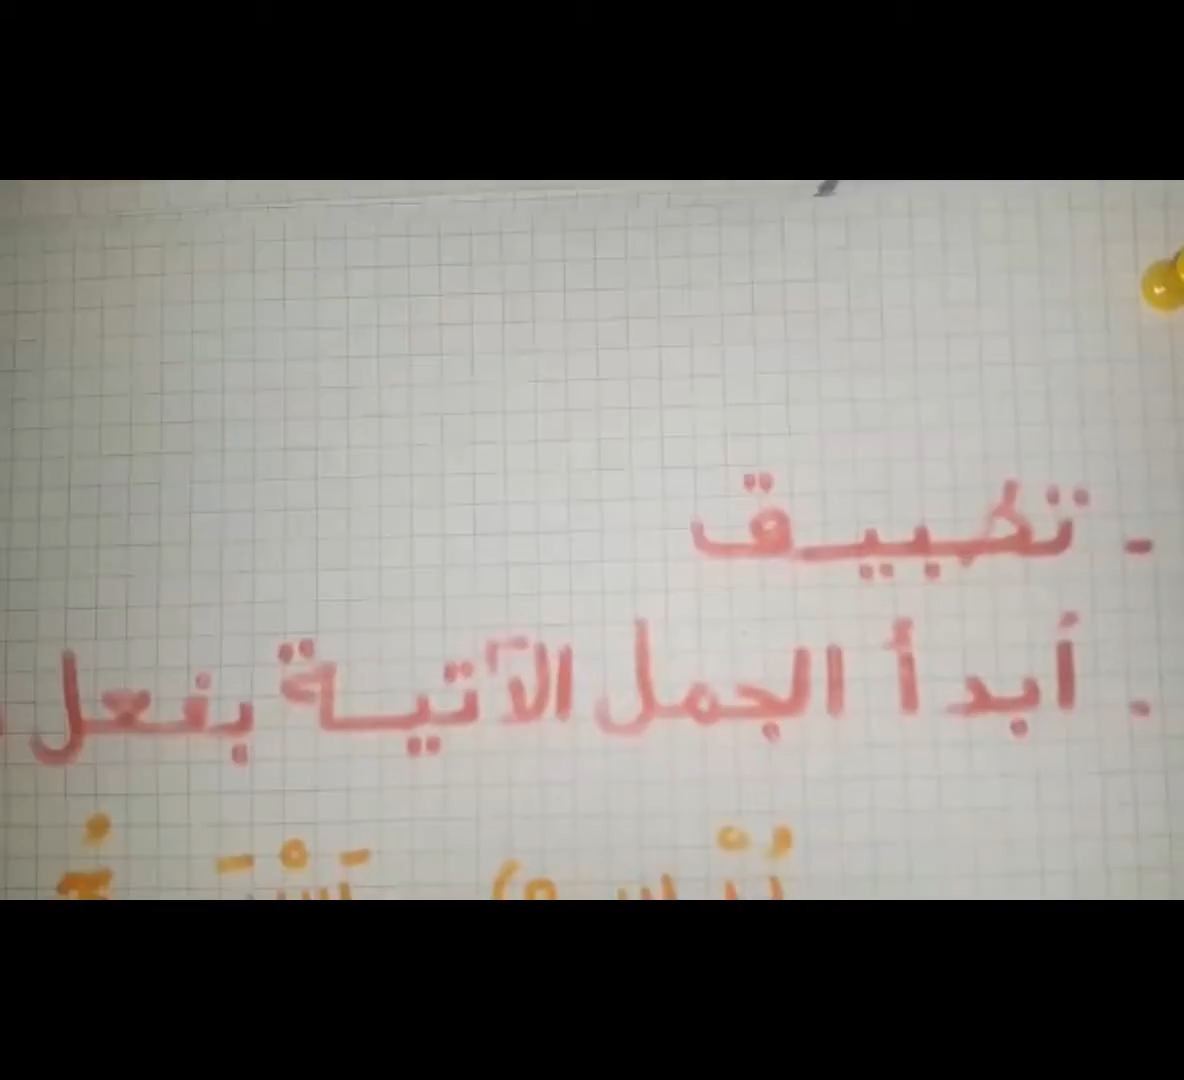 - تطبيق
. أبدأ الجمل الآتية بفعل